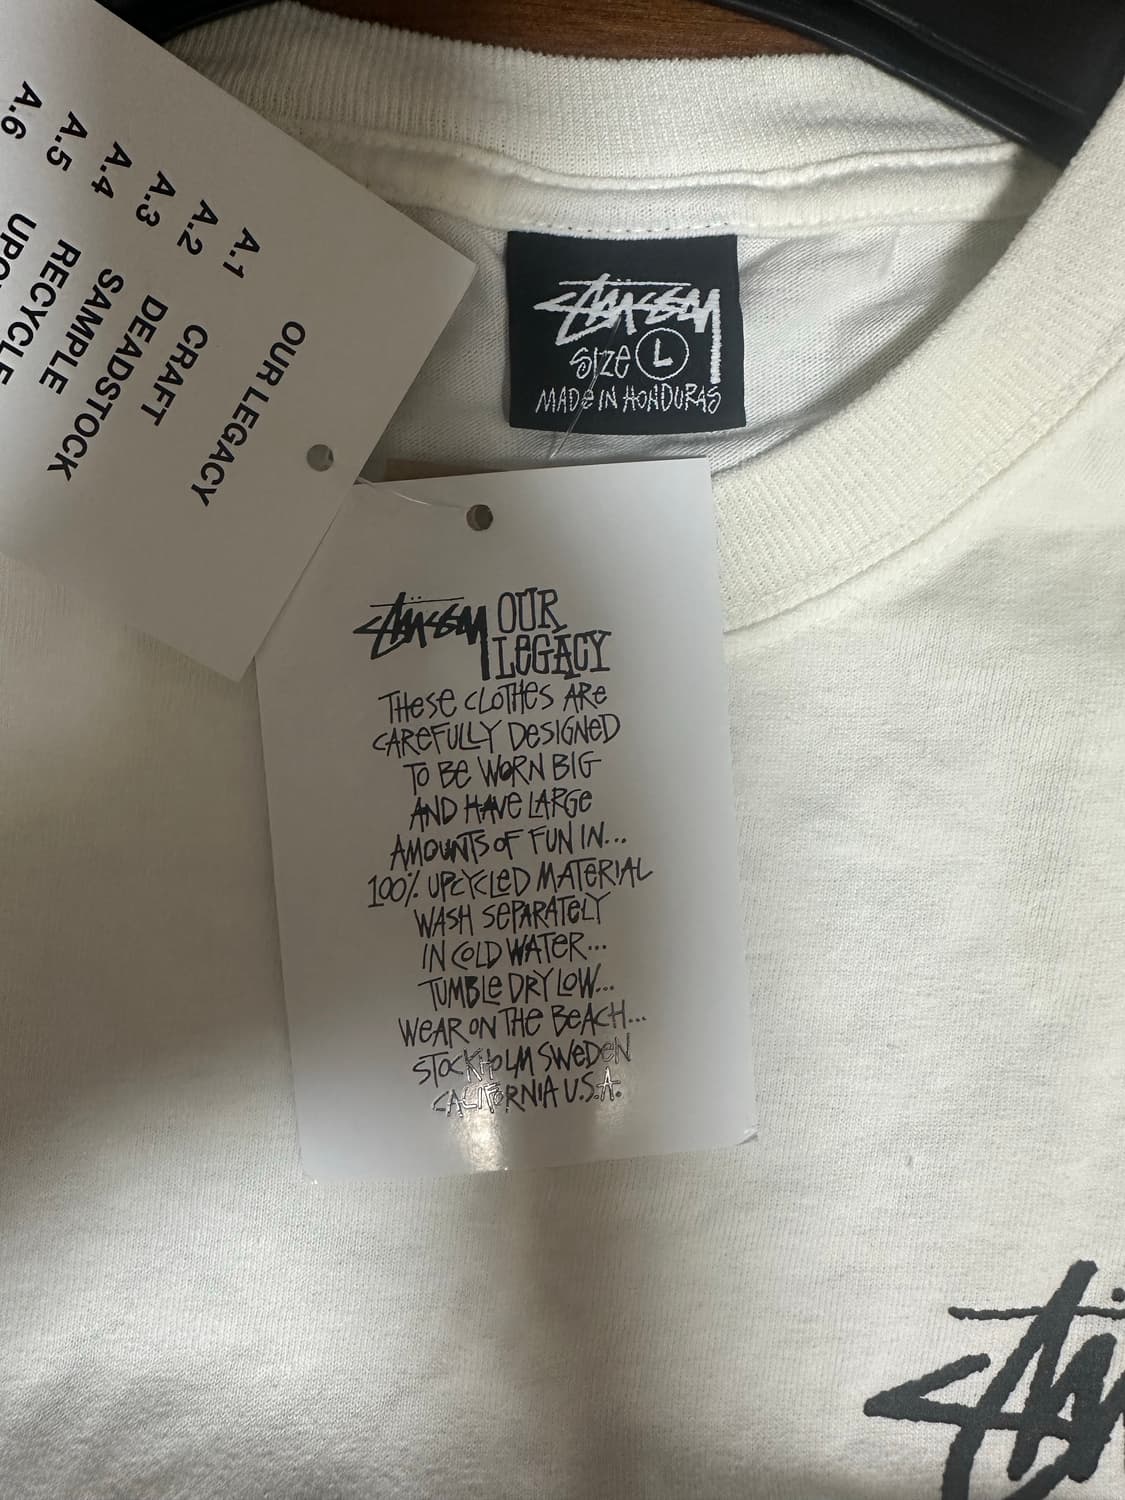 STÜSSY
SIZE L
MADE IN HONDURAS
OUR LEGACY
A.1
A.2 CRAFT
A.3 DEADSTOCK
A.4 SAMPLE
A.5
A.6
STÜSSY OUR
LEGACY
THESE CLOTHES ARE
CAREFULLY DESIGNED
TO BE WORN BIG
AND HAVE LARGE
AMOUNTS OF FUN IN...
100% UPCYCLED MATERIAL
WASH SEPARATELY
IN COLD WATER...
TUMBLE DRY LOW...
WEAR ON THE BEACH...
STOCKHOLM SWEDEN
CALIFORNIA U.S.A.